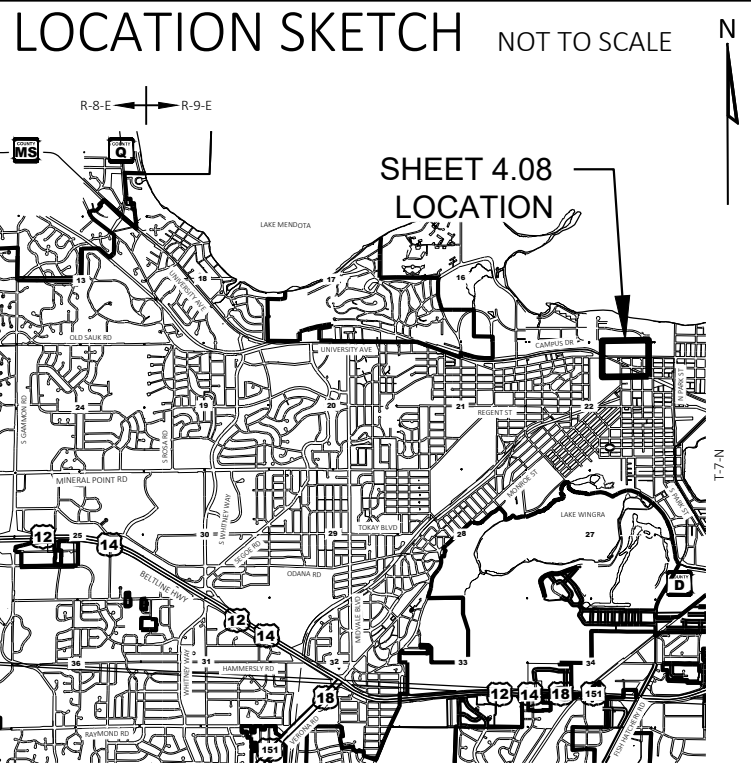 LOCATION SKETCH NOT TO SCALE
N
R-8-E R-9-E
COUNTY
MS
COUNTY
Q
SHEET 4.08
LOCATION
LAKE MENDOTA
UNIVERSITY AVE
18
17
16
13
OLD SAUK RD
UNIVERSITY AVE
CAMPUS DR
N PARK ST
S GAMMON RD
24
19
20
21
REGENT ST
22
S ROSA RD
T-7-N
MINERAL POINT RD
MONROE ST
S WHITNEY WAY
LAKE WINGRA
PARK ST
TOKAY BLVD
12
25
14
30
29
28
27
SEGOE RD
ODANA RD
BELTLINE HWY
COUNTY
D
MIDVALE BLVD
12
14
36
31
32
33
34
HAMMERSLY RD
WHITNEY WAY
18
12
14
18
151
VERONA RD
RAYMOND RD
151
FISH HATCHERY RD